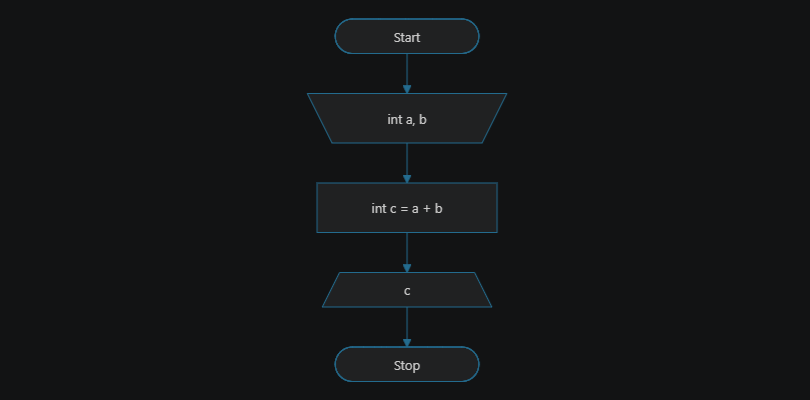 Start
int a, b
int c = a + b
c
Stop